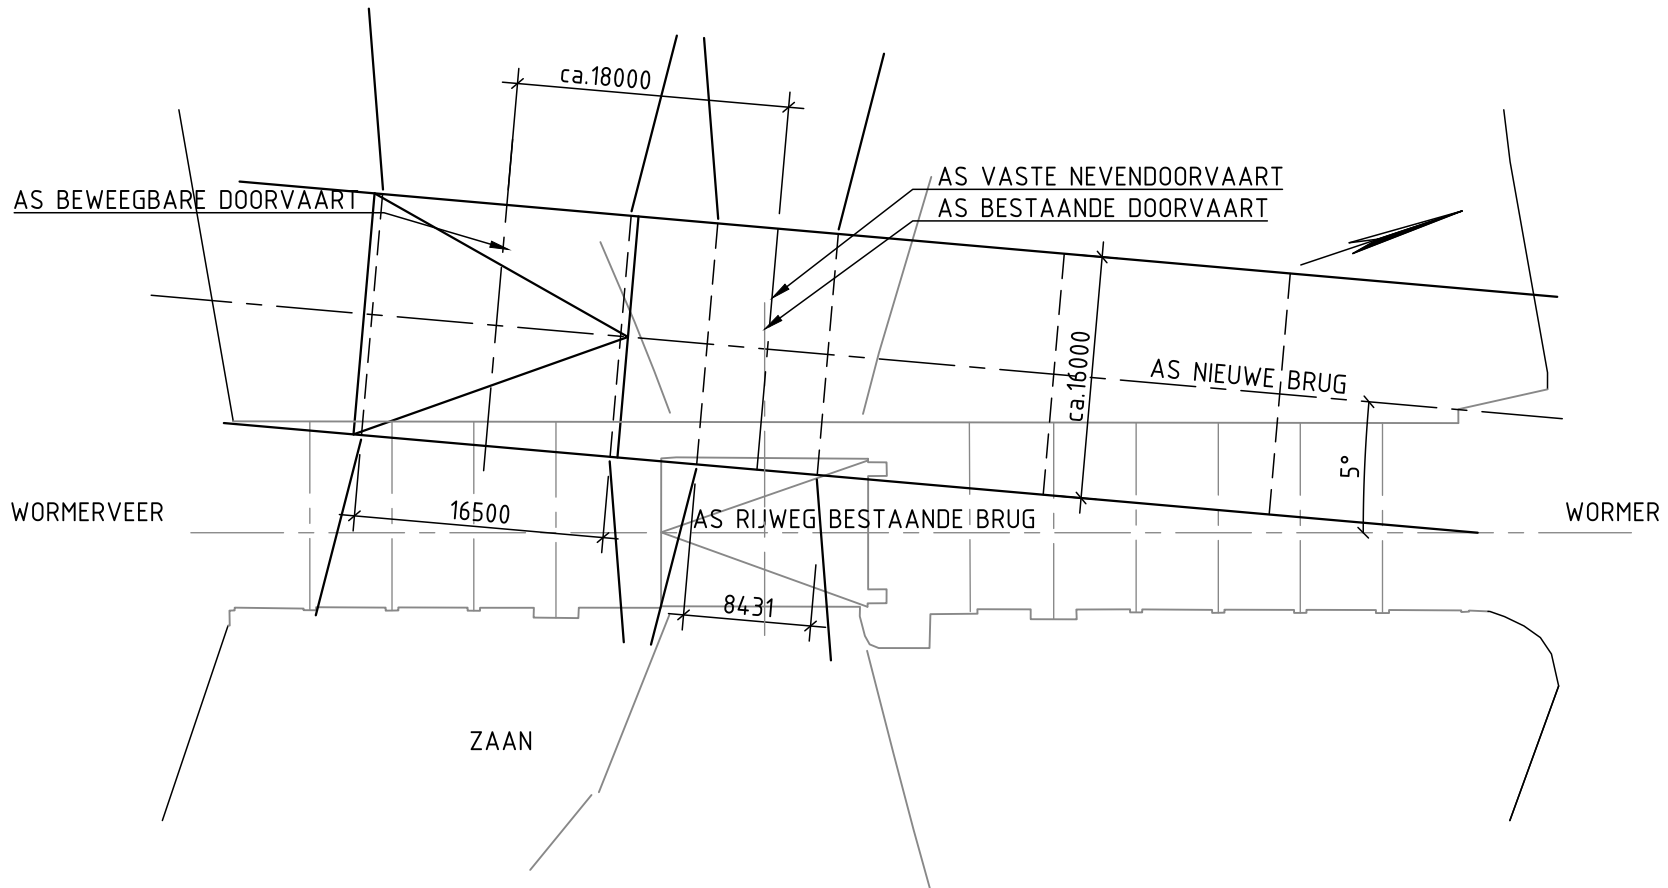 ca.18000
AS VASTE NEVENDOORVAART
AS BEWEEGBARE DOORVAART
AS BESTAANDE DOORVAART
ca.16000
AS NIEUWE BRUG
5°
WORMERVEER
16500
AS RIJWEG BESTAANDE BRUG
WORMER
8431
ZAAN